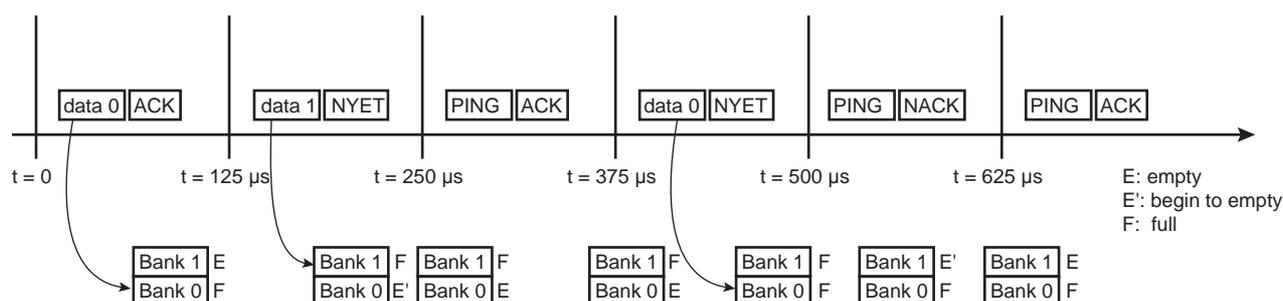 data 0 ACK data 1 NYET PING ACK data 0 NYET PING NACK PING ACK
t = 0 t = 125 µs t = 250 µs t = 375 µs t = 500 µs t = 625 µs
E: empty
E': begin to empty
F: full
Bank 1 E Bank 1 F Bank 1 F Bank 1 F Bank 1 F Bank 1 E' Bank 1 E
Bank 0 F Bank 0 E' Bank 0 E Bank 0 E Bank 0 F Bank 0 F Bank 0 F